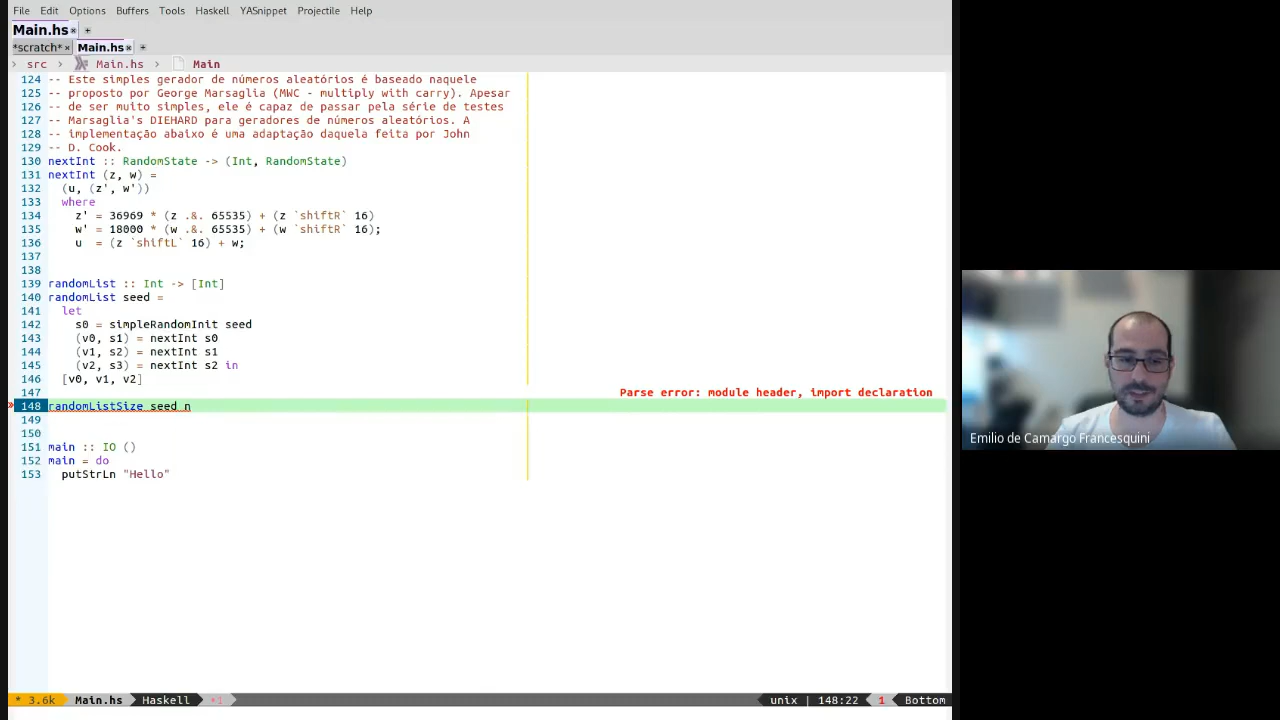 File Edit Options Buffers Tools Haskell YASnippet Projectile Help
Main.hs
*scratch* Main.hs
src > Main.hs > Main
124 -- Este simples gerador de números aleatórios é baseado naquele
125 -- proposto por George Marsaglia (MWC - multiply with carry). Apesar
126 -- de ser muito simples, ele é capaz de passar pela série de testes
127 -- Marsaglia's DIEHARD para geradores de números aleatórios. A
128 -- implementação abaixo é uma adaptação daquela feita por John
129 -- D. Cook.
130 nextInt :: RandomState -> (Int, RandomState)
131 nextInt (z, w) =
132   (u, (z', w'))
133   where
134     z' = 36969 * (z .&. 65535) + (z `shiftR` 16)
135     w' = 18000 * (w .&. 65535) + (w `shiftR` 16);
136     u  = (z `shiftL` 16) + w;
137
138
139 randomList :: Int -> [Int]
140 randomList seed =
141   let
142     s0 = simpleRandomInit seed
143     (v0, s1) = nextInt s0
144     (v1, s2) = nextInt s1
145     (v2, s3) = nextInt s2 in
146   [v0, v1, v2]
147 Parse error: module header, import declaration
148 randomListSize seed n
149
150
151 main :: IO ()
152 main = do
153   putStrLn "Hello"
Emilio de Camargo Francesquini
* 3.6k Main.hs Haskell •1 unix 148:22 1 Bottom